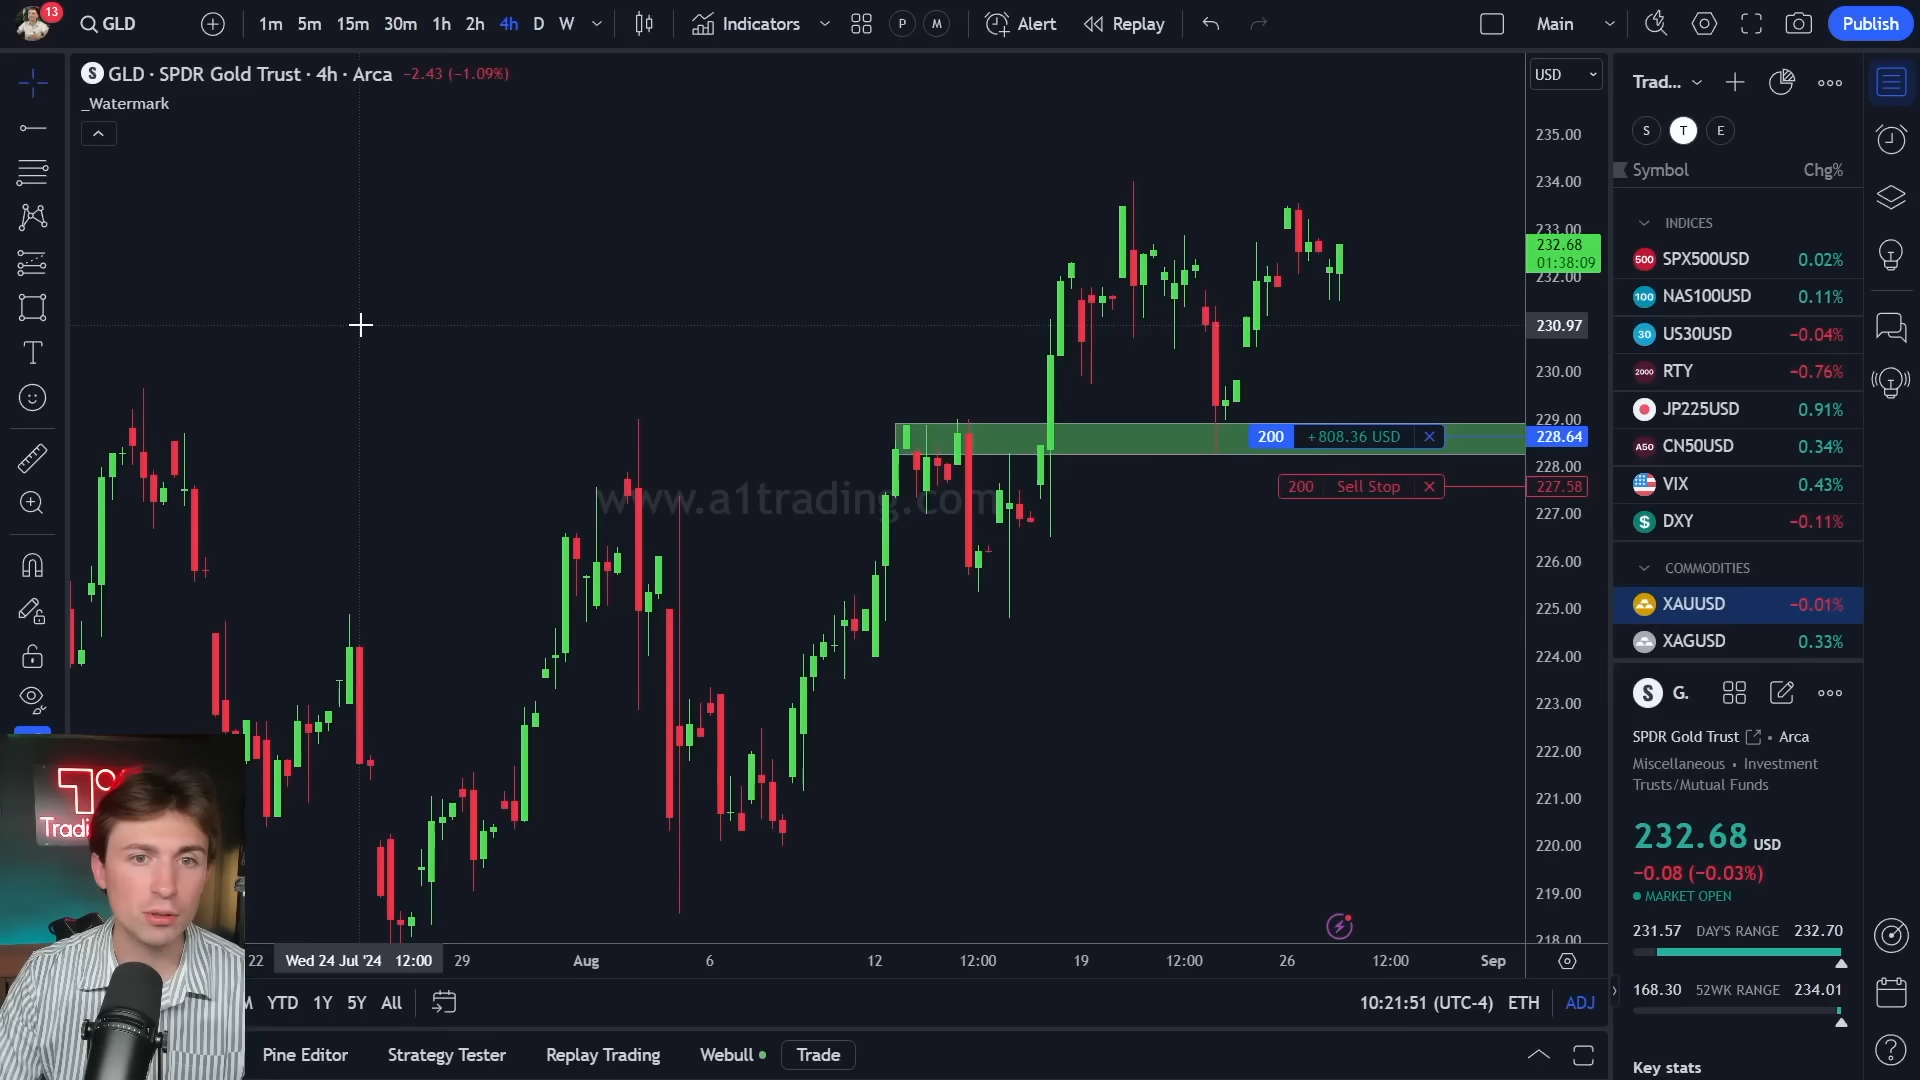 13
GLD
1m 5m 15m 30m 1h 2h 4h D W
Indicators
P M
Alert
Replay
Main
Publish
S GLD · SPDR Gold Trust · 4h · Arca −2.43 (−1.09%)
_Watermark
USD
235.00
234.00
233.00
232.68
01:38:09
232.00
230.97
230.00
229.00
228.64
228.00
227.58
227.00
226.00
225.00
224.00
223.00
222.00
221.00
220.00
219.00
218.00
200 +808.36 USD
200 Sell Stop
www.a1trading.com
22 Wed 24 Jul '24 12:00 29 Aug 6 12 12:00 19 12:00 26 12:00 Sep
YTD 1Y 5Y All
10:21:51 (UTC-4) ETH ADJ
Pine Editor Strategy Tester Replay Trading Webull Trade
Trad...
S T E
Symbol Chg%
INDICES
500 SPX500USD 0.02%
100 NAS100USD 0.11%
30 US30USD −0.04%
2000 RTY −0.76%
JP225USD 0.91%
A50 CN50USD 0.34%
VIX 0.43%
$ DXY −0.11%
COMMODITIES
XAUUSD −0.01%
XAGUSD 0.33%
S G.
SPDR Gold Trust • Arca
Miscellaneous • Investment
Trusts/Mutual Funds
232.68 USD
−0.08 (−0.03%)
MARKET OPEN
231.57 DAY'S RANGE 232.70
168.30 52WK RANGE 234.01
Key stats